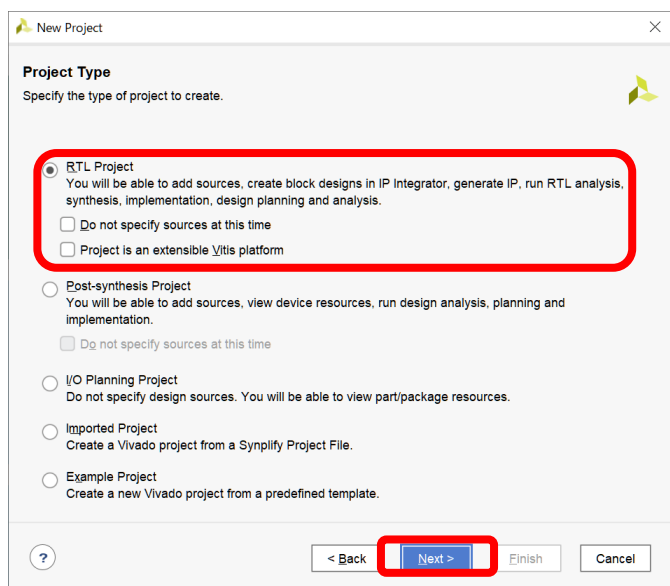 New Project
Project Type
Specify the type of project to create.
RTL Project
You will be able to add sources, create block designs in IP Integrator, generate IP, run RTL analysis,
synthesis, implementation, design planning and analysis.
Do not specify sources at this time
Project is an extensible Vitis platform
Post-synthesis Project
You will be able to add sources, view device resources, run design analysis, planning and
implementation.
Do not specify sources at this time
I/O Planning Project
Do not specify design sources. You will be able to view part/package resources.
Imported Project
Create a Vivado project from a Synplify Project File.
Example Project
Create a new Vivado project from a predefined template.
? < Back Next > Finish Cancel